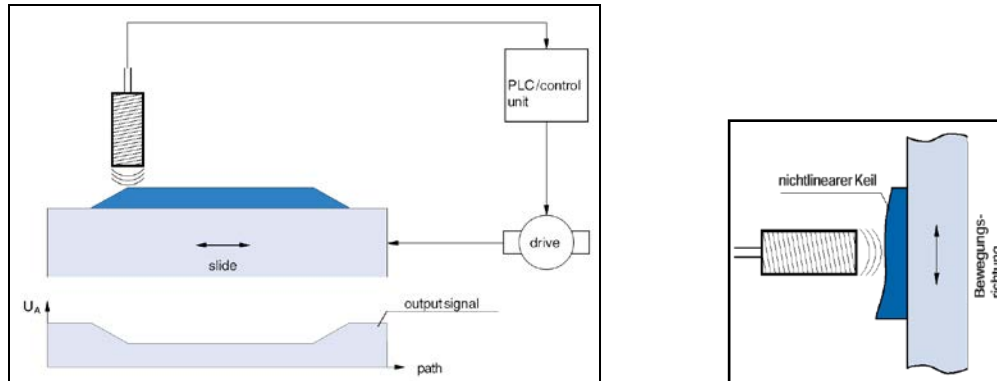 PLC/control
unit
drive
slide
U_A
output signal
path
nichtlinearer Keil
Bewegungs-
richtung